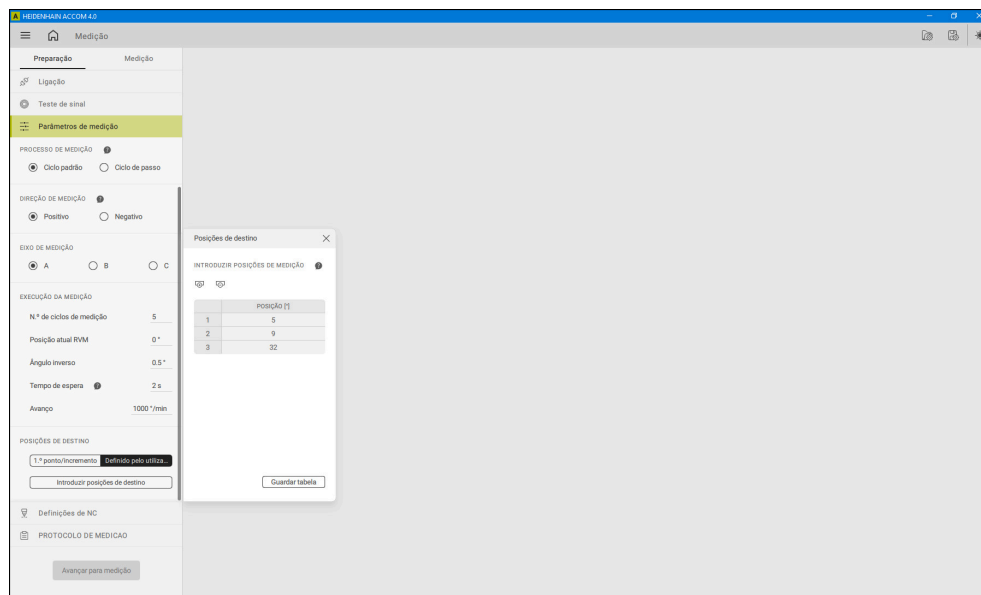 HEIDENHAIN ACCOM 4.0
Medição
Preparação Medição
Ligação
Teste de sinal
Parâmetros de medição
PROCESSO DE MEDIÇÃO
Ciclo padrão Ciclo de passo
DIREÇÃO DE MEDIÇÃO
Positivo Negativo
EIXO DE MEDIÇÃO
A B C
EXECUÇÃO DA MEDIÇÃO
N.º de ciclos de medição 5
Posição atual RVM 0 °
Ângulo inverso 0.5 °
Tempo de espera 2 s
Avanço 1000 °/min
POSIÇÕES DE DESTINO
1.º ponto/incremento Definido pelo utiliza...
Introduzir posições de destino
Definições de NC
PROTOCOLO DE MEDICAO
Avançar para medição
Posições de destino
INTRODUZIR POSIÇÕES DE MEDIÇÃO
POSIÇÃO [°]
1 5
2 9
3 32
Guardar tabela